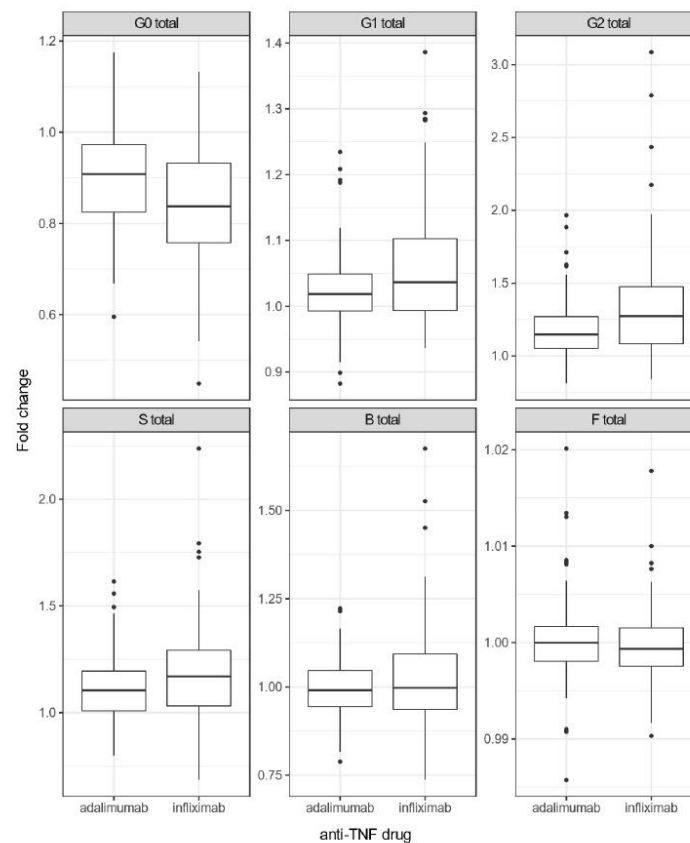 G0 total G1 total G2 total
1.2 1.4 3.0
1.3 2.5
1.0
1.2 2.0
0.8 1.1
1.5
1.0
0.6 1.0
0.9
Fold change
S total B total F total
1.02
2.0 1.50
1.01
1.5 1.25
1.00 1.00
1.0
0.99
0.75
adalimumab infliximab adalimumab infliximab adalimumab infliximab
anti-TNF drug